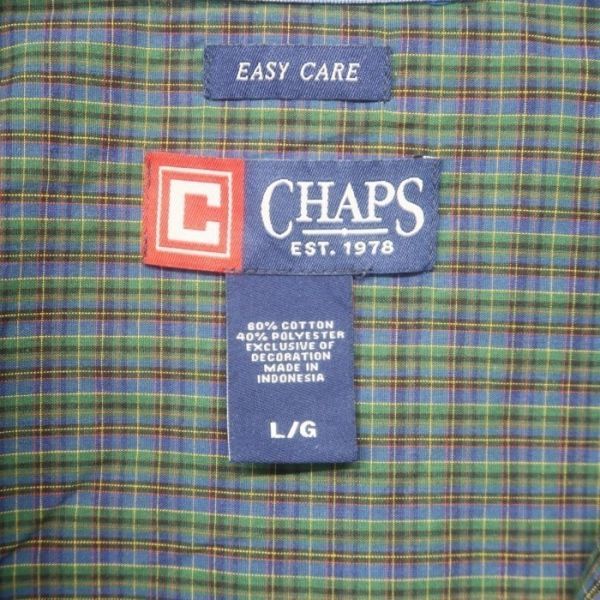 EASY CARE
C CHAPS
EST. 1978
60% COTTON
40% POLYESTER
EXCLUSIVE OF
DECORATION
MADE IN
INDONESIA
L/G